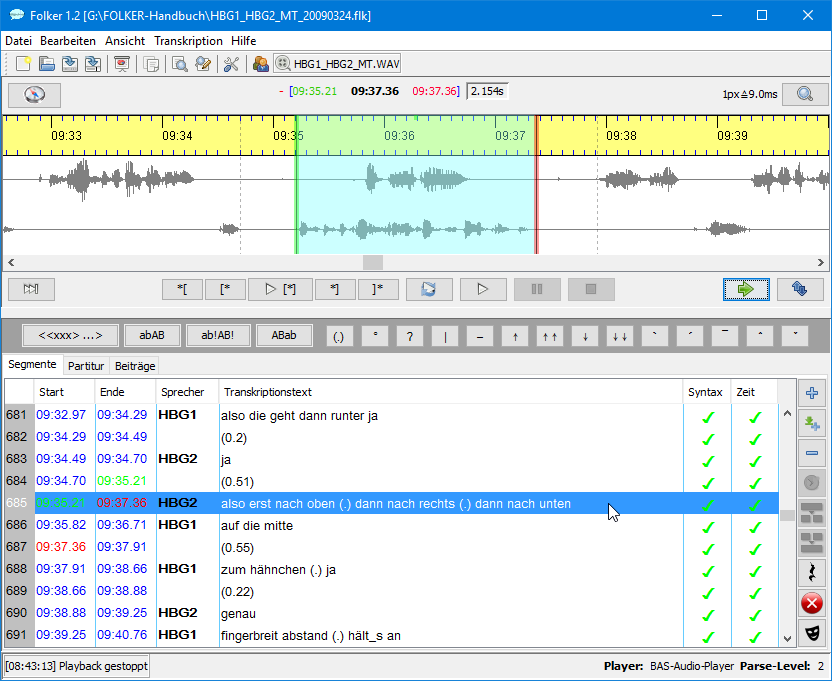 Folker 1.2 [G:\FOLKER-Handbuch\HBG1_HBG2_MT_20090324.flk]
Datei Bearbeiten Ansicht Transkription Hilfe
HBG1_HBG2_MT.WAV
- [09:35.21 09:37.36 09:37.36] 2.154s
1px≙9.0ms
09:33 09:34 09:35 09:36 09:37 09:38 09:39
*[ [* [*] *] ]*
<<xxx> ...> abAB ab!AB! ABab (.) ° ? | – ↑ ↑↑ ↓ ↓↓ ` ´ ¯ ˆ ˇ
Segmente Partitur Beiträge
Start Ende Sprecher Transkriptionstext Syntax Zeit
681 09:32.97 09:34.29 HBG1 also die geht dann runter ja ✓ ✓
682 09:34.29 09:34.49 (0.2) ✓ ✓
683 09:34.49 09:34.70 HBG2 ja ✓ ✓
684 09:34.70 09:35.21 (0.51) ✓ ✓
685 09:35.21 09:37.36 HBG2 also erst nach oben (.) dann nach rechts (.) dann nach unten ✓ ✓
686 09:35.82 09:36.71 HBG1 auf die mitte ✓ ✓
687 09:37.36 09:37.91 (0.55) ✓ ✓
688 09:37.91 09:38.66 HBG1 zum hähnchen (.) ja ✓ ✓
689 09:38.66 09:38.88 (0.22) ✓ ✓
690 09:38.88 09:39.25 HBG2 genau ✓ ✓
691 09:39.25 09:40.76 HBG1 fingerbreit abstand (.) hält_s an ✓ ✓
[08:43:13] Playback gestoppt
Player: BAS-Audio-Player Parse-Level: 2